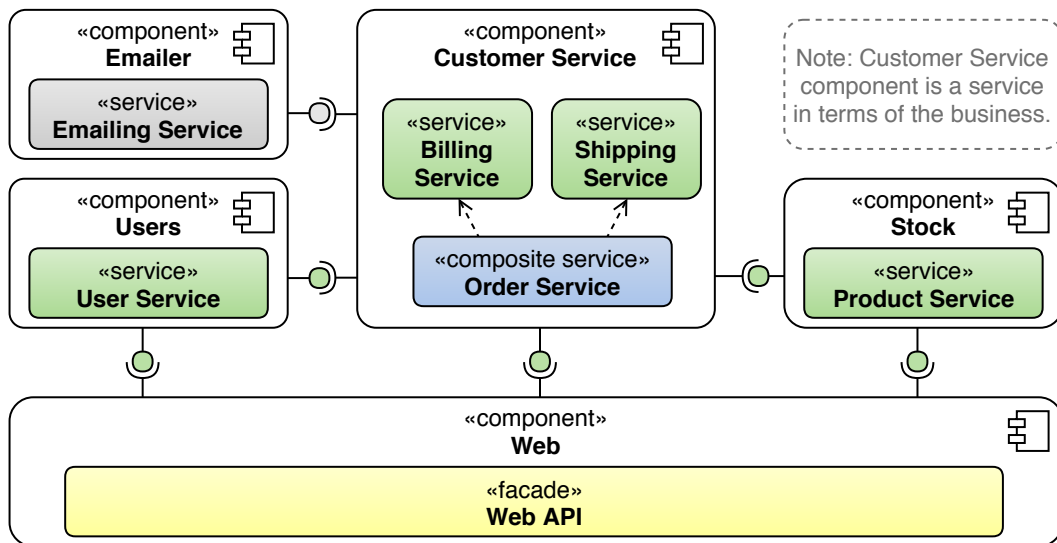 «component»
Emailer
«service»
Emailing Service
«component»
Customer Service
«service»
Billing
Service
«service»
Shipping
Service
«composite service»
Order Service
Note: Customer Service
component is a service
in terms of the business.
«component»
Users
«service»
User Service
«component»
Stock
«service»
Product Service
«component»
Web
«facade»
Web API